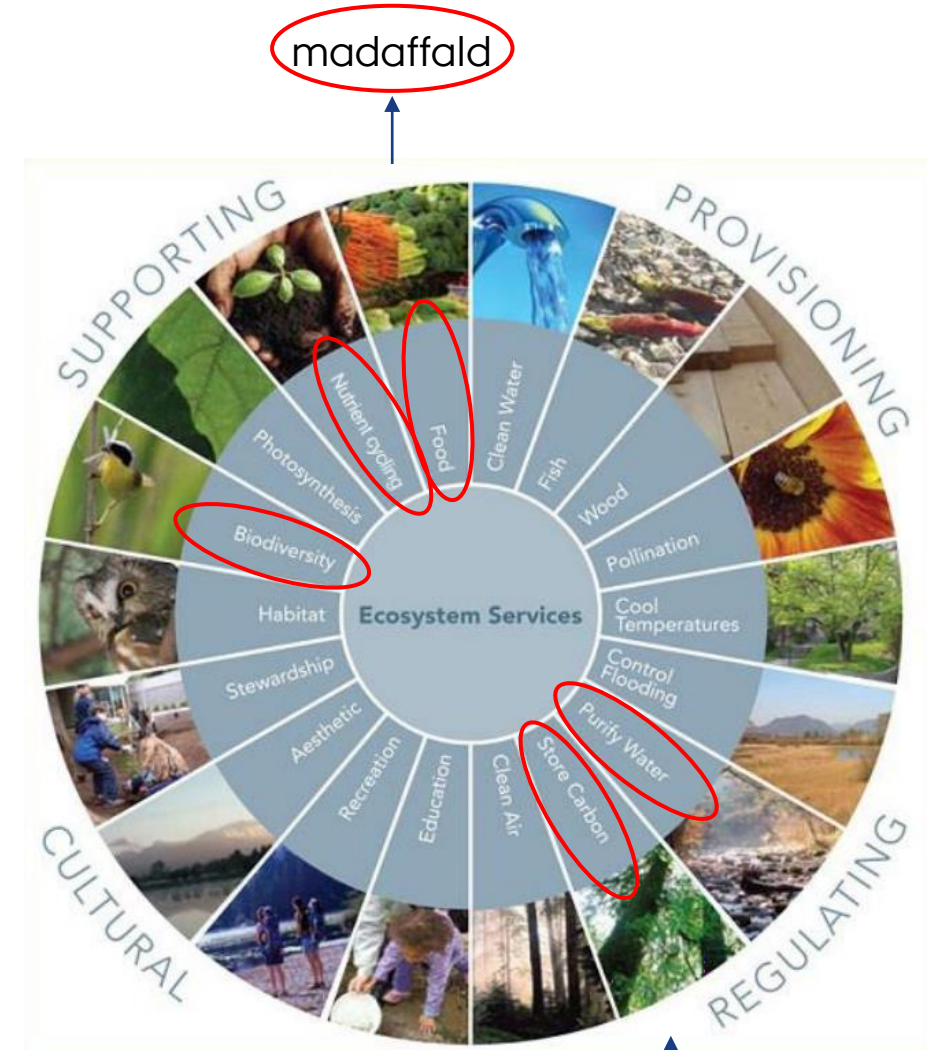 madaffald
SUPPORTING
PROVISIONING
REGULATING
CULTURAL
Ecosystem Services
Food
Clean Water
Fish
Wood
Pollination
Cool
Temperatures
Control
Flooding
Purify Water
Store Carbon
Clean Air
Education
Recreation
Aesthetic
Stewardship
Habitat
Biodiversity
Photosynthesis
Nutrient cycling